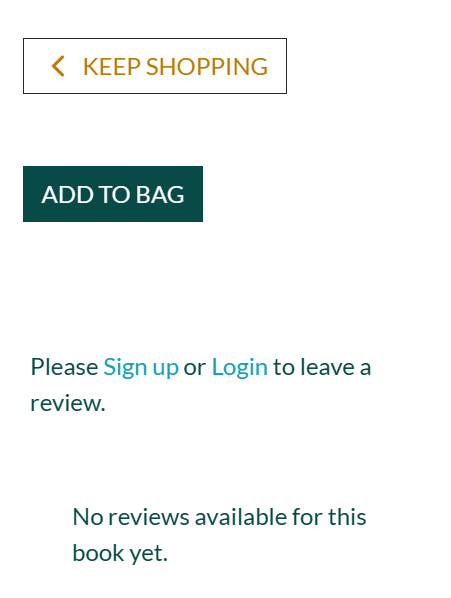 KEEP SHOPPING
ADD TO BAG
Please Sign up or Login to leave a
review.
No reviews available for this
book yet.